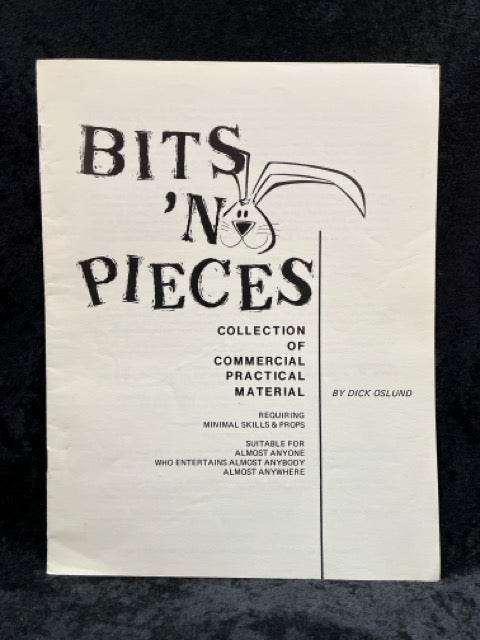 BITS
'N
PIECES
COLLECTION
OF
COMMERCIAL
PRACTICAL
MATERIAL
BY DICK OSLUND
REQUIRING
MINIMAL SKILLS & PROPS
SUITABLE FOR
ALMOST ANYONE
WHO ENTERTAINS ALMOST ANYBODY
ALMOST ANYWHERE